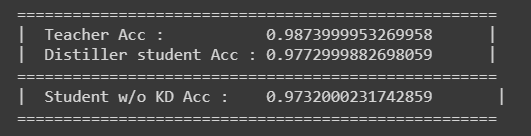 ==================================================
|  Teacher Acc :           0.9873999953269958      |
|  Distiller student Acc : 0.9772999882698059      |
==================================================
|  Student w/o KD Acc :    0.9732000231742859       |
==================================================